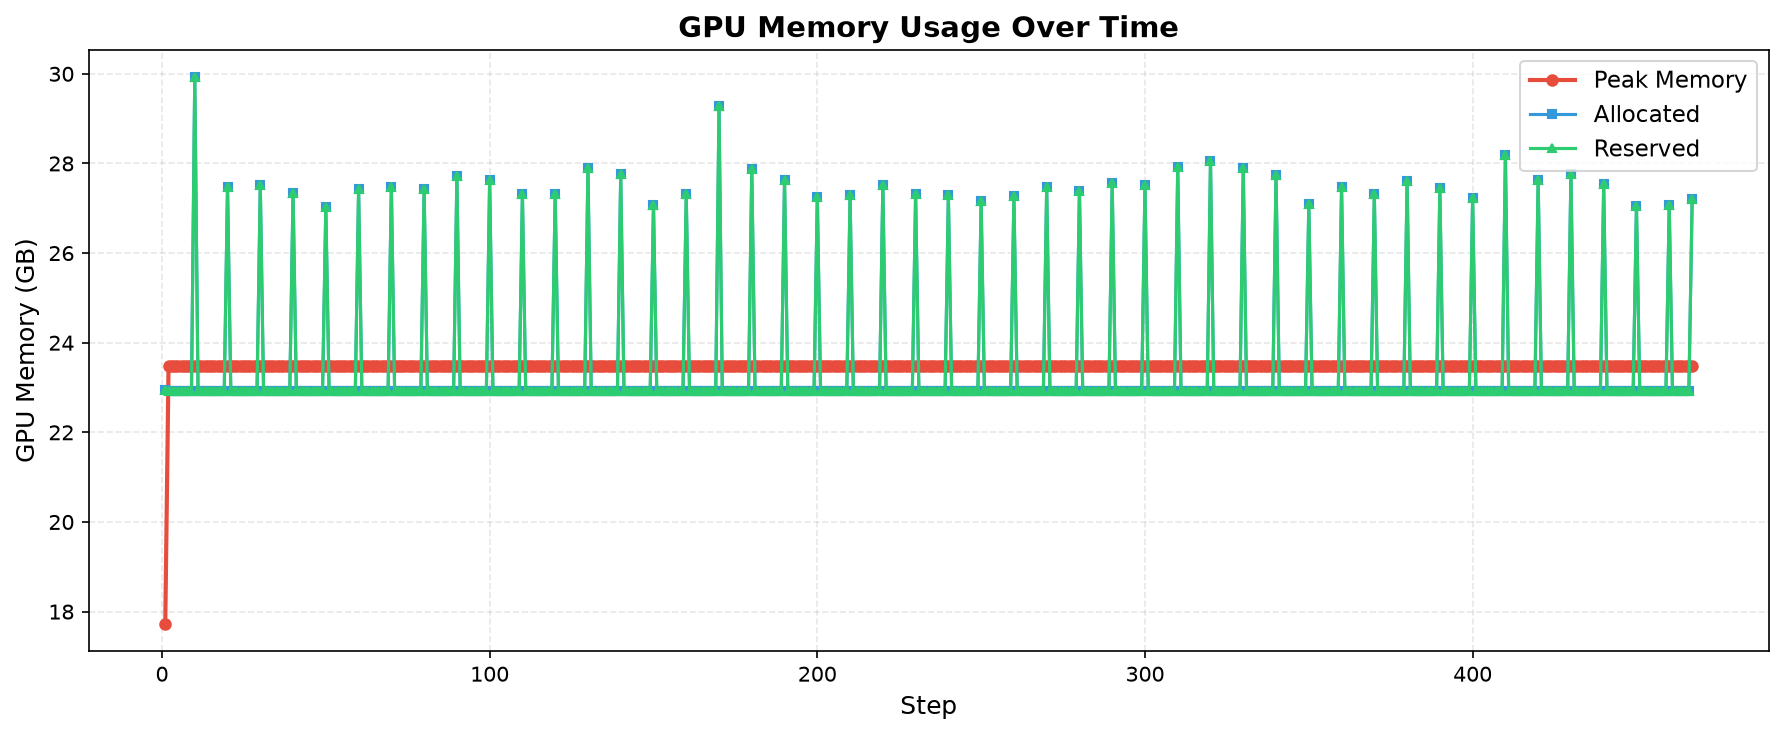 GPU Memory Usage Over Time
30
28
26
24
22
20
18
GPU Memory (GB)
Peak Memory
Allocated
Reserved
0
100
200
300
400
Step